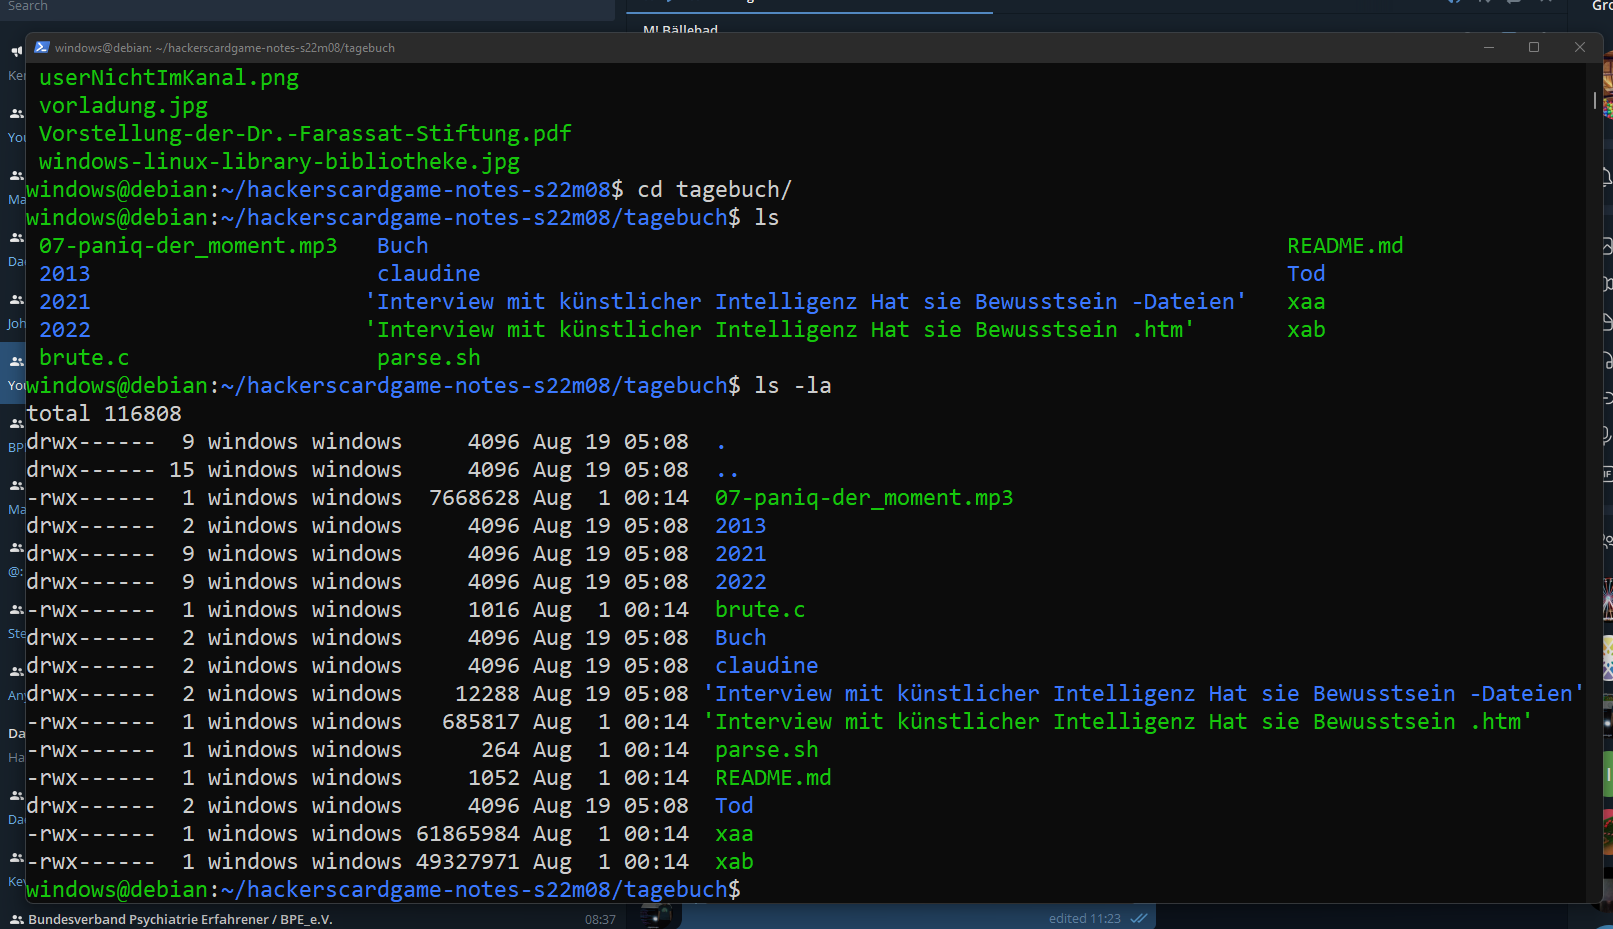 Search
M! Bällebad
Gro
windows@debian: ~/hackerscardgame-notes-s22m08/tagebuch
userNichtImKanal.png
vorladung.jpg
Vorstellung-der-Dr.-Farassat-Stiftung.pdf
windows-linux-library-bibliotheke.jpg
windows@debian:~/hackerscardgame-notes-s22m08$ cd tagebuch/
windows@debian:~/hackerscardgame-notes-s22m08/tagebuch$ ls
07-paniq-der_moment.mp3 Buch README.md
2013 claudine Tod
2021 'Interview mit künstlicher Intelligenz Hat sie Bewusstsein -Dateien' xaa
2022 'Interview mit künstlicher Intelligenz Hat sie Bewusstsein .htm' xab
brute.c parse.sh
windows@debian:~/hackerscardgame-notes-s22m08/tagebuch$ ls -la
total 116808
drwx------ 9 windows windows 4096 Aug 19 05:08 .
drwx------ 15 windows windows 4096 Aug 19 05:08 ..
-rwx------ 1 windows windows 7668628 Aug 1 00:14 07-paniq-der_moment.mp3
drwx------ 2 windows windows 4096 Aug 19 05:08 2013
drwx------ 9 windows windows 4096 Aug 19 05:08 2021
drwx------ 9 windows windows 4096 Aug 19 05:08 2022
-rwx------ 1 windows windows 1016 Aug 1 00:14 brute.c
drwx------ 2 windows windows 4096 Aug 19 05:08 Buch
drwx------ 2 windows windows 4096 Aug 19 05:08 claudine
drwx------ 2 windows windows 12288 Aug 19 05:08 'Interview mit künstlicher Intelligenz Hat sie Bewusstsein -Dateien'
-rwx------ 1 windows windows 685817 Aug 1 00:14 'Interview mit künstlicher Intelligenz Hat sie Bewusstsein .htm'
-rwx------ 1 windows windows 264 Aug 1 00:14 parse.sh
-rwx------ 1 windows windows 1052 Aug 1 00:14 README.md
drwx------ 2 windows windows 4096 Aug 19 05:08 Tod
-rwx------ 1 windows windows 61865984 Aug 1 00:14 xaa
-rwx------ 1 windows windows 49327971 Aug 1 00:14 xab
windows@debian:~/hackerscardgame-notes-s22m08/tagebuch$
Bundesverband Psychiatrie Erfahrener / BPE_e.V. 08:37
edited 11:23